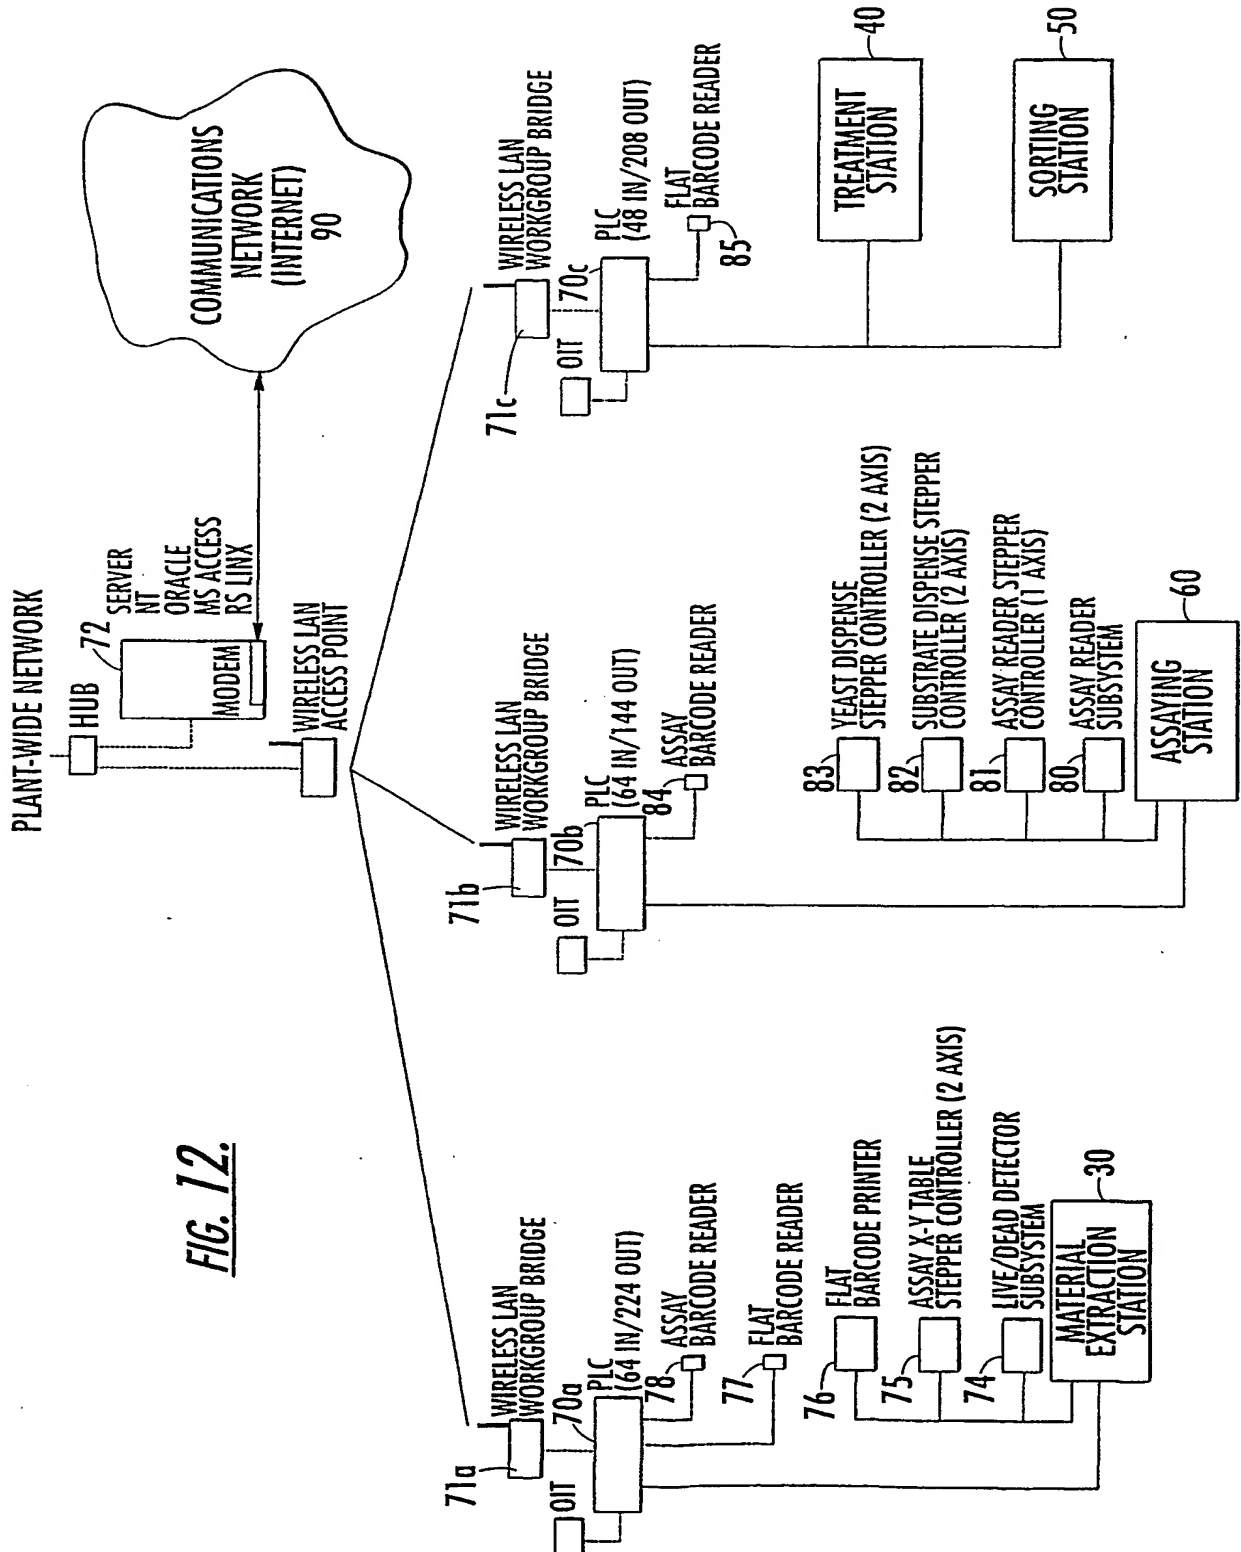 PLANT-WIDE NETWORK
HUB
72
SERVER
NT
ORACLE
MS ACCESS
RS LINX
MODEM
WIRELESS LAN
ACCESS POINT
COMMUNICATIONS
NETWORK
(INTERNET)
90
FIG. 12.
71a
WIRELESS LAN
WORKGROUP BRIDGE
OIT
70a
PLC
(64 IN/224 OUT)
78
ASSAY
BARCODE READER
77
FLAT
BARCODE READER
76
FLAT
BARCODE PRINTER
75
ASSAY X-Y TABLE
STEPPER CONTROLLER (2 AXIS)
74
LIVE/DEAD DETECTOR
SUBSYSTEM
MATERIAL
EXTRACTION
STATION
30
71b
WIRELESS LAN
WORKGROUP BRIDGE
OIT
70b
PLC
(64 IN/144 OUT)
84
ASSAY
BARCODE READER
83
YEAST DISPENSE
STEPPER CONTROLLER (2 AXIS)
82
SUBSTRATE DISPENSE STEPPER
CONTROLLER (2 AXIS)
81
ASSAY READER STEPPER
CONTROLLER (1 AXIS)
80
ASSAY READER
SUBSYSTEM
ASSAYING
STATION
60
71c
WIRELESS LAN
WORKGROUP BRIDGE
OIT
70c
PLC
(48 IN/208 OUT)
FLAT
BARCODE READER
85
TREATMENT
STATION
40
SORTING
STATION
50